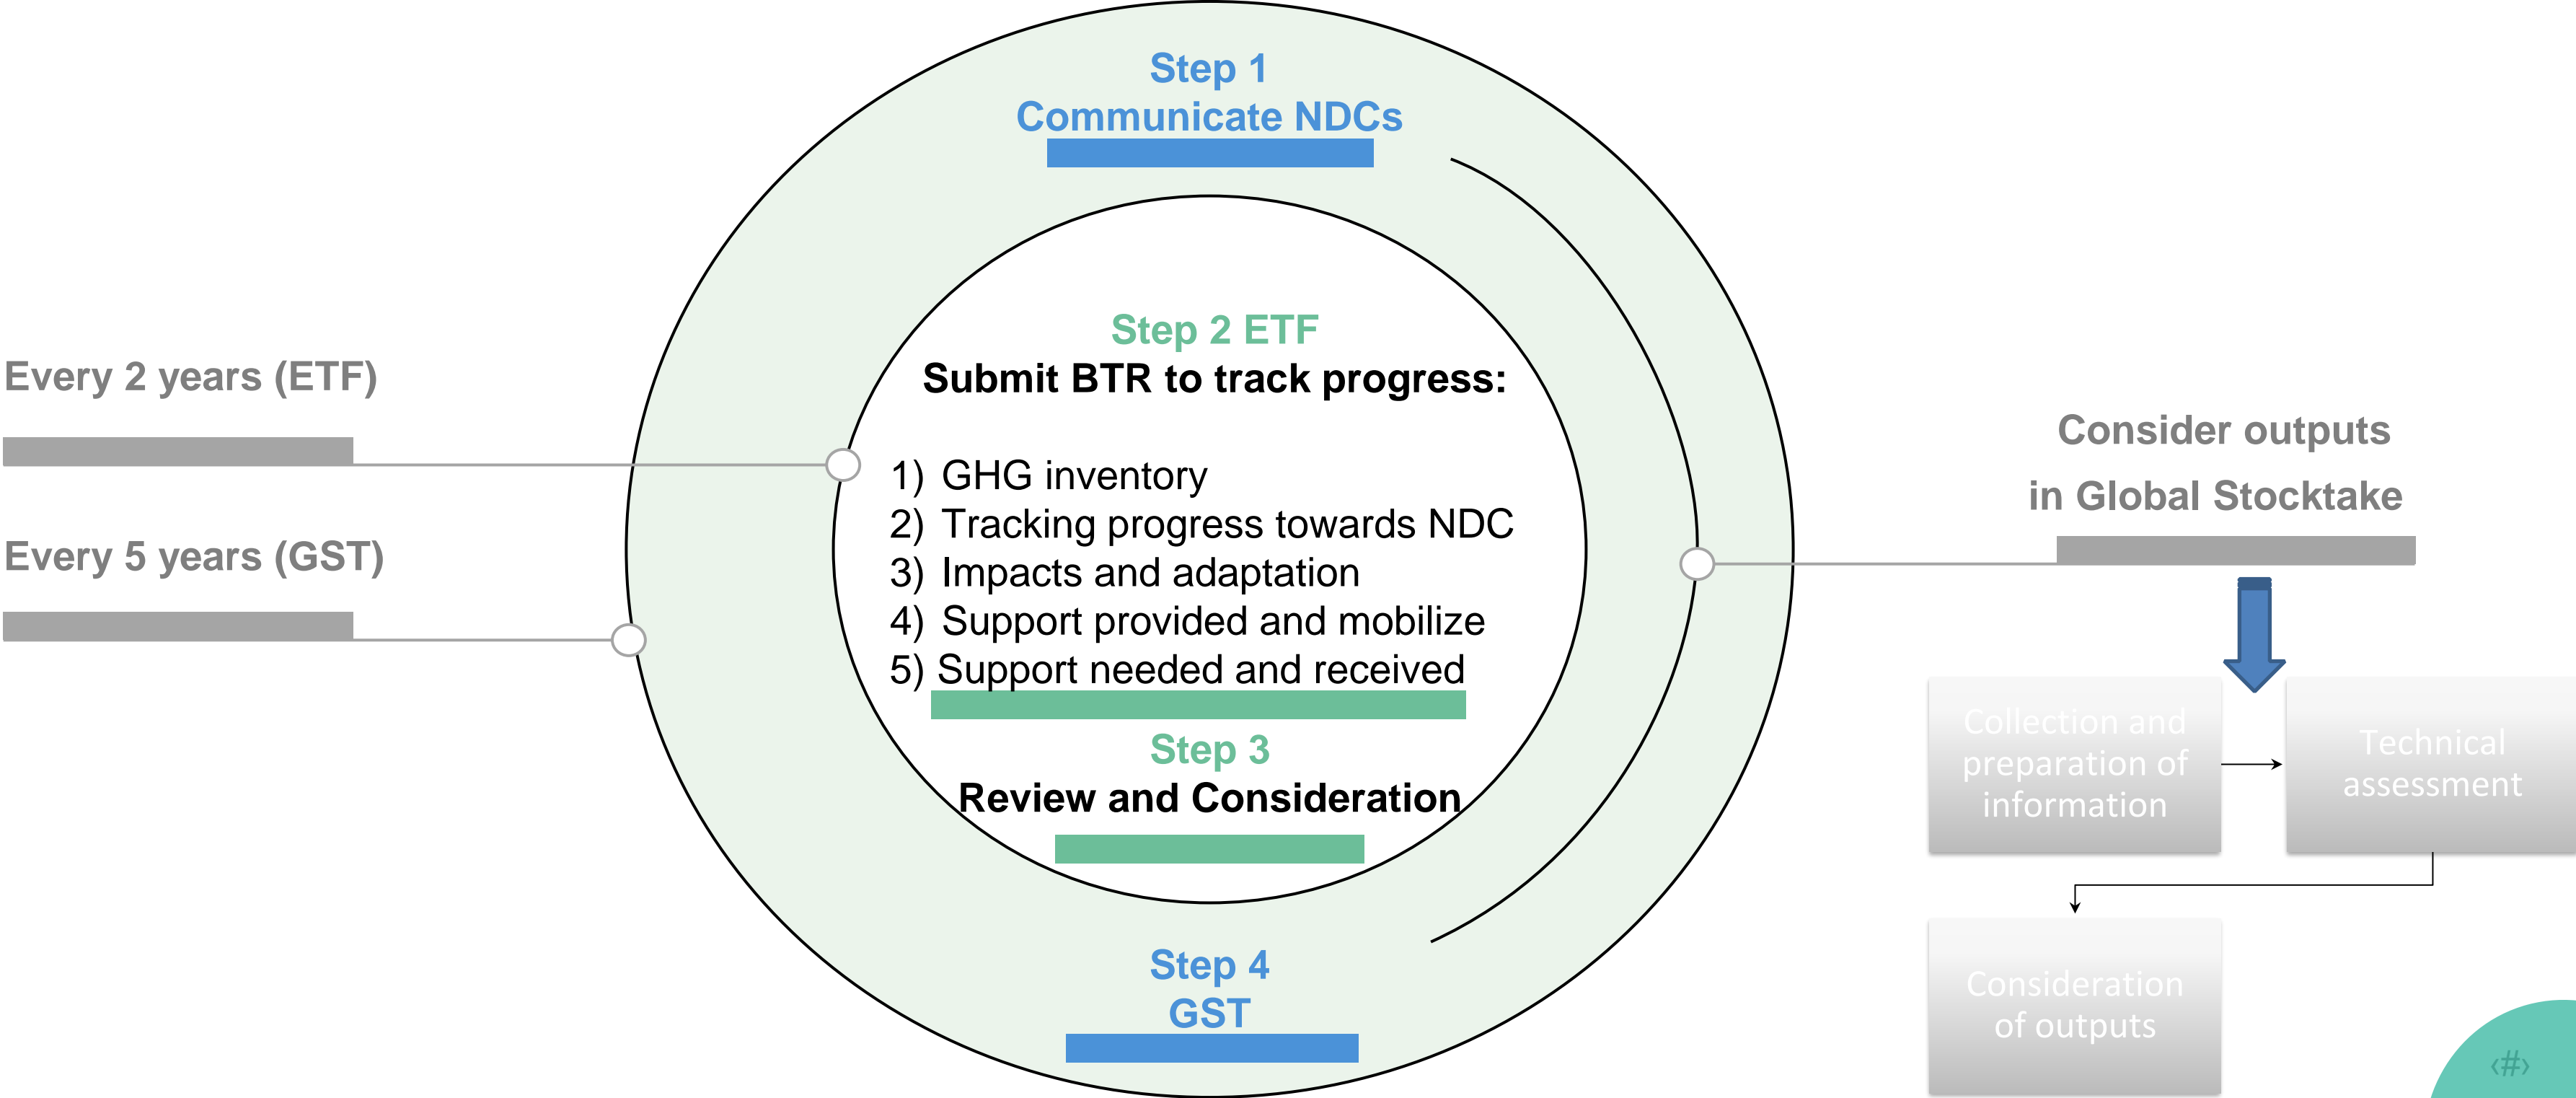 Step 1
Communicate NDCs
Step 2 ETF
Submit BTR to track progress:
1) GHG inventory
2) Tracking progress towards NDC
3) Impacts and adaptation
4) Support provided and mobilize
5) Support needed and received
Step 3
Review and Consideration
Step 4
GST
Every 2 years (ETF)
Every 5 years (GST)
Consider outputs
in Global Stocktake
Collection and
preparation of
information
Technical
assessment
Consideration
of outputs
‹#›